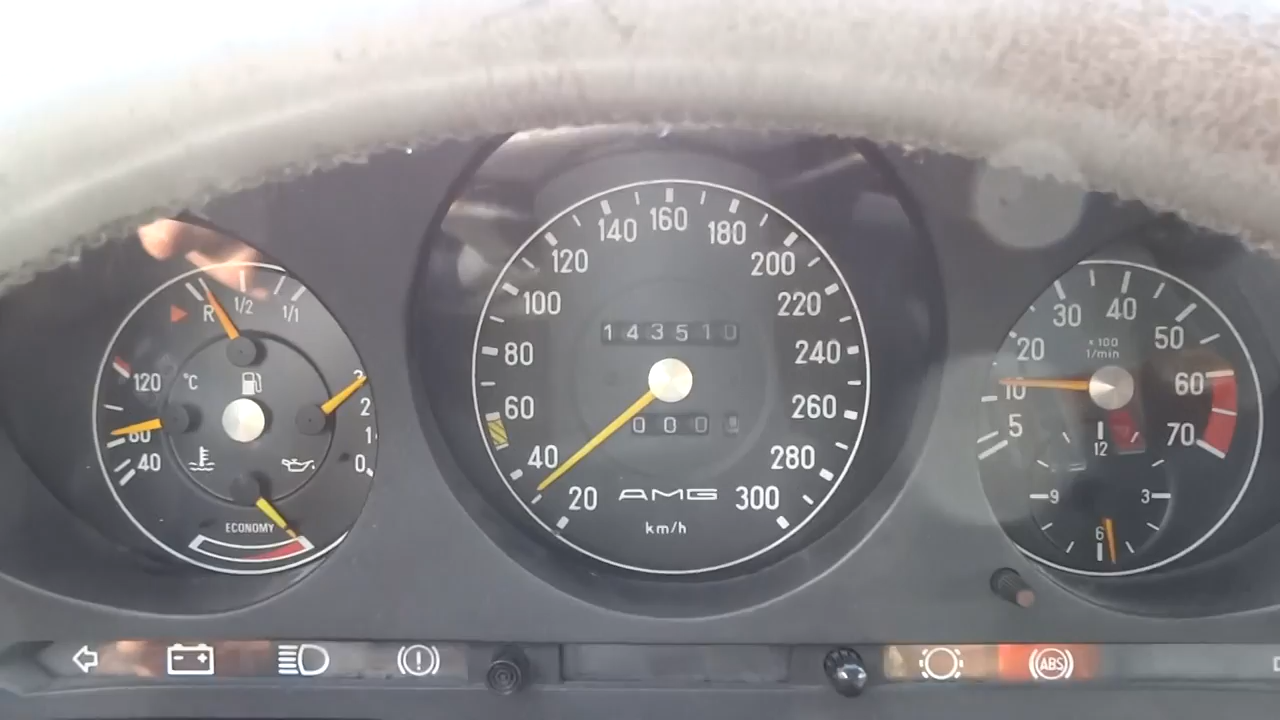 R 1/2 1/1
120 °C
80
40
3
2
1
0
ECONOMY
20 40 60 80 100 120 140 160 180 200 220 240 260 280 300
143510
000
AMG
km/h
5 10 20 30 40 50 60 70
x100
1/min
12
9 3
6
ABS